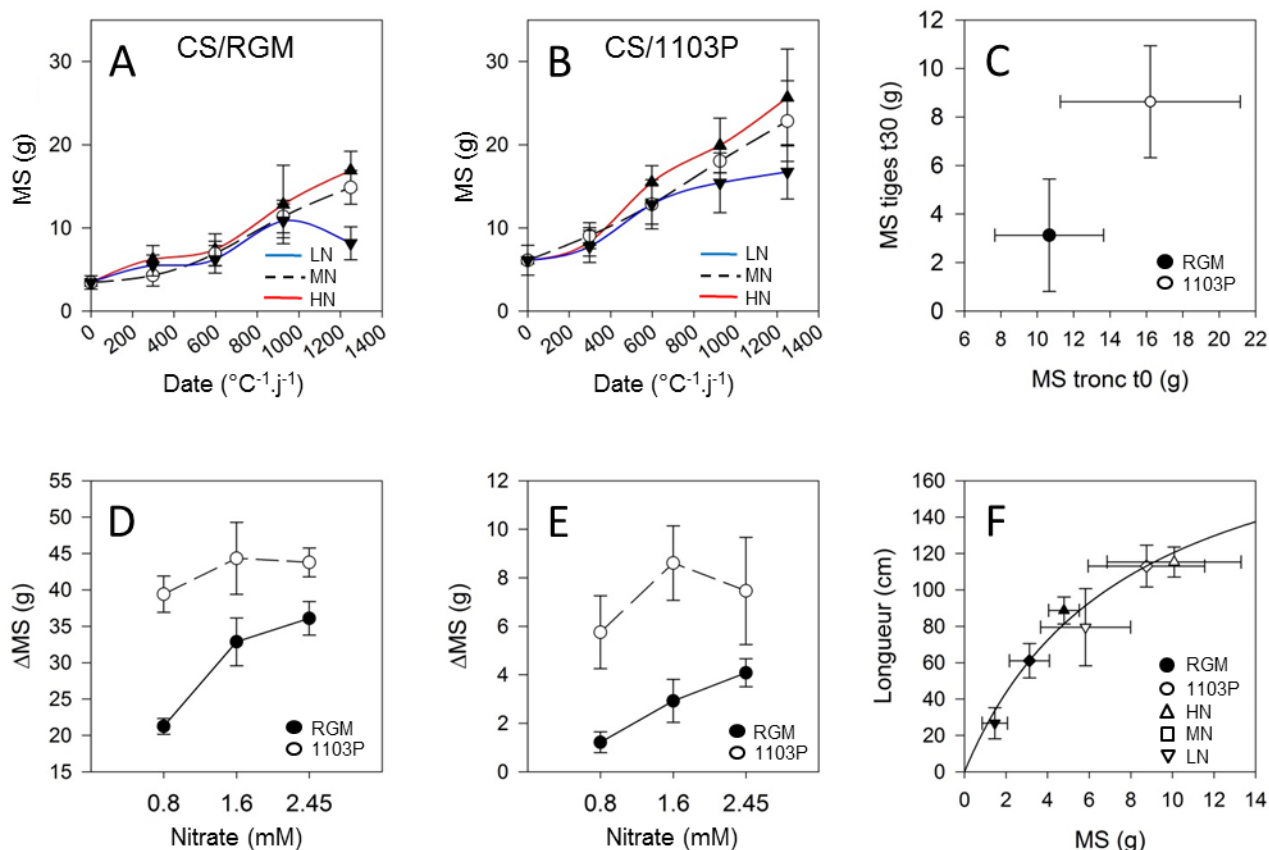 A
CS/RGM
MS (g)
30
20
10
0
0
200
400
600
800
1000
1200
1400
LN
MN
HN
Date (°C⁻¹.j⁻¹)
B
CS/1103P
MS (g)
30
20
10
0
0
200
400
600
800
1000
1200
1400
LN
MN
HN
Date (°C⁻¹.j⁻¹)
C
MS tiges t30 (g)
12
10
8
6
4
2
0
6 8 10 12 14 16 18 20 22
RGM
1103P
MS tronc t0 (g)
D
ΔMS (g)
55
50
45
40
35
30
25
20
15
RGM
1103P
0.8 1.6 2.45
Nitrate (mM)
E
ΔMS (g)
12
10
8
6
4
2
0
RGM
1103P
0.8 1.6 2.45
Nitrate (mM)
F
Longueur (cm)
160
140
120
100
80
60
40
20
0
RGM
1103P
HN
MN
LN
0 2 4 6 8 10 12 14
MS (g)